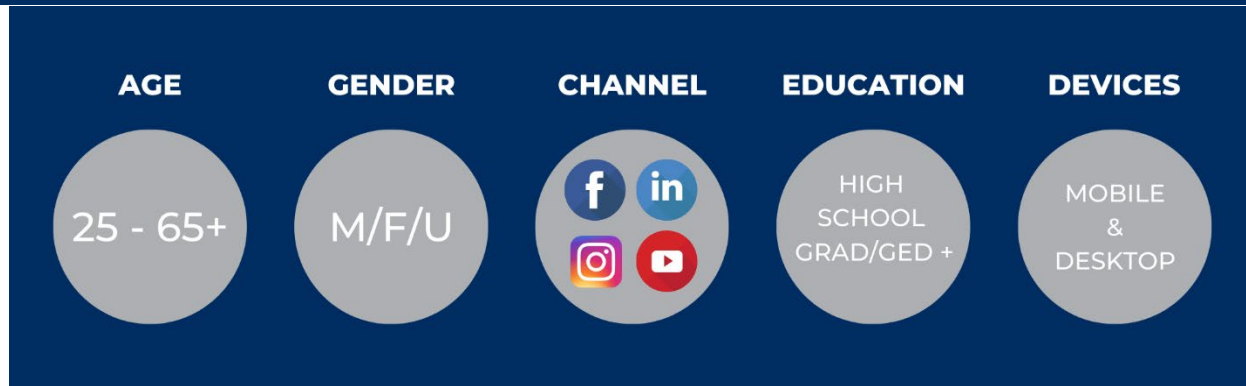 AGE
25 - 65+
GENDER
M/F/U
CHANNEL
f
in
EDUCATION
HIGH
SCHOOL
GRAD/GED +
DEVICES
MOBILE
&
DESKTOP